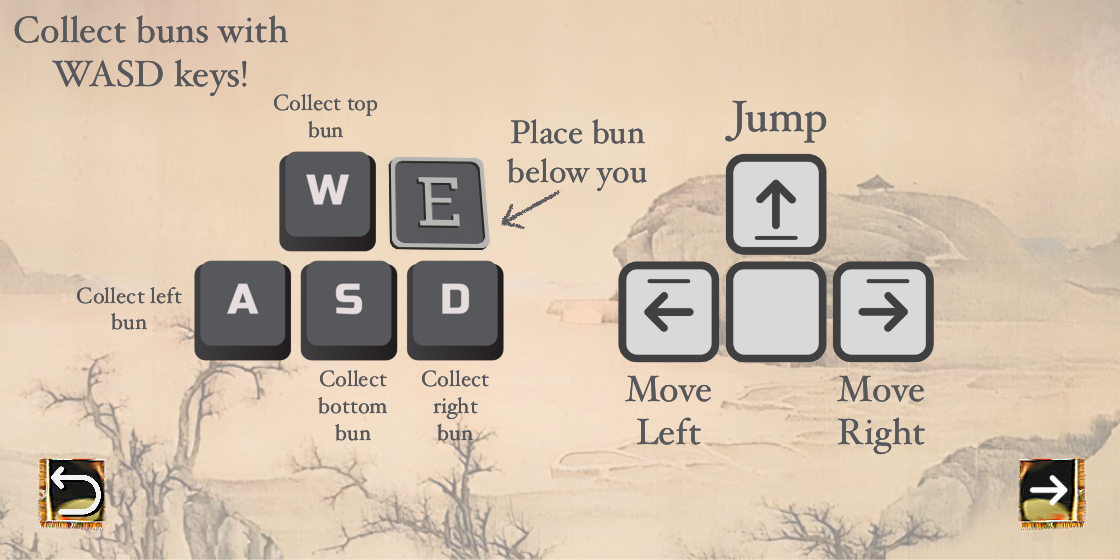 Collect buns with
WASD keys!
Collect top
bun
Place bun
below you
Jump
W
E
Collect left
bun
A
S
D
Collect
bottom
bun
Collect
right
bun
Move
Left
Move
Right